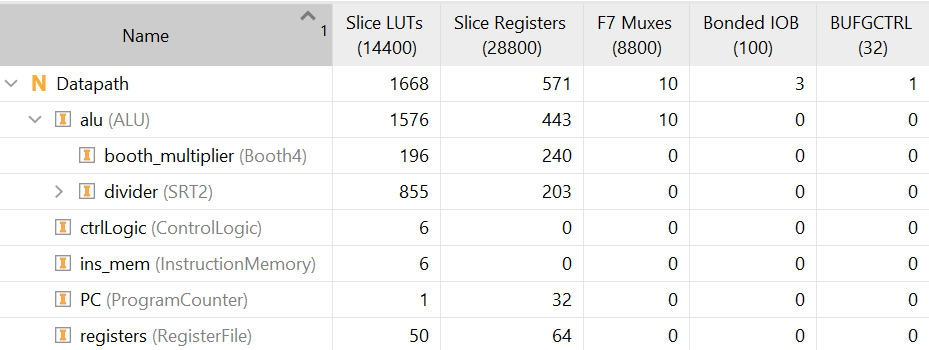 Name 1 Slice LUTs (14400) Slice Registers (28800) F7 Muxes (8800) Bonded IOB (100) BUFGCTRL (32)
N Datapath 1668 571 10 3 1
I alu (ALU) 1576 443 10 0 0
I booth_multiplier (Booth4) 196 240 0 0 0
I divider (SRT2) 855 203 0 0 0
I ctrlLogic (ControlLogic) 6 0 0 0 0
I ins_mem (InstructionMemory) 6 0 0 0 0
I PC (ProgramCounter) 1 32 0 0 0
I registers (RegisterFile) 50 64 0 0 0